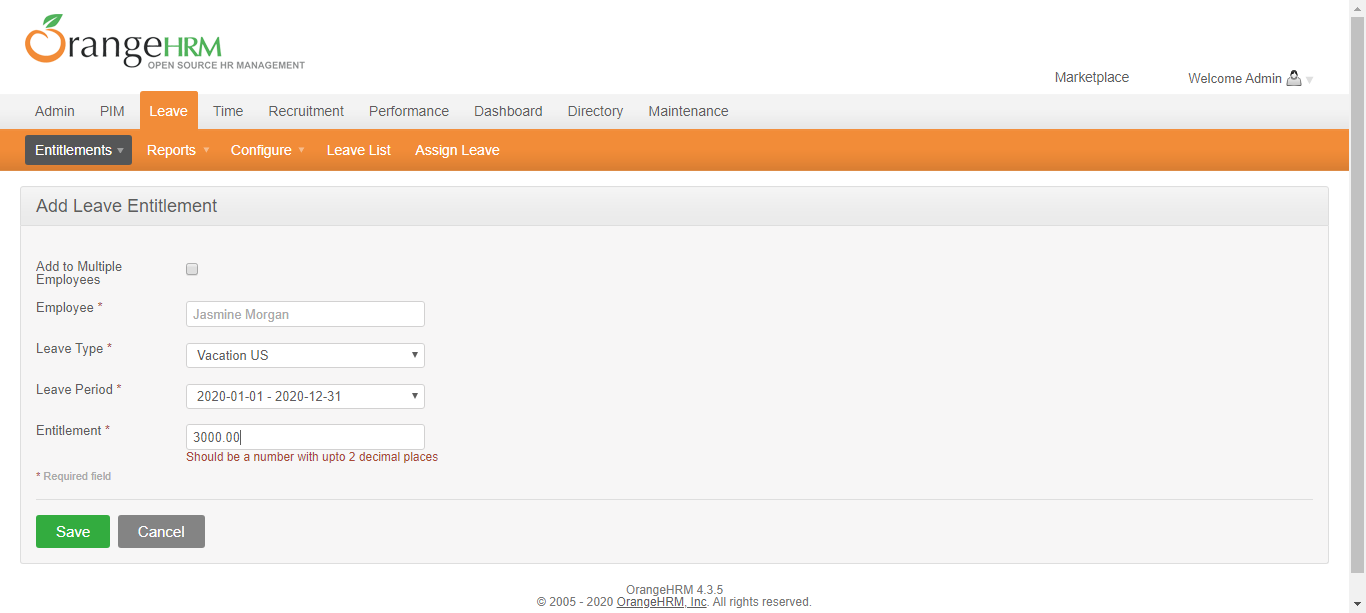 OrangeHRM
OPEN SOURCE HR MANAGEMENT
Marketplace Welcome Admin
Admin PIM Leave Time Recruitment Performance Dashboard Directory Maintenance
Entitlements Reports Configure Leave List Assign Leave
Add Leave Entitlement
Add to Multiple
Employees
Employee *
Jasmine Morgan
Leave Type *
Vacation US
Leave Period *
2020-01-01 - 2020-12-31
Entitlement *
3000.00
Should be a number with upto 2 decimal places
* Required field
Save Cancel
OrangeHRM 4.3.5
© 2005 - 2020 OrangeHRM, Inc. All rights reserved.